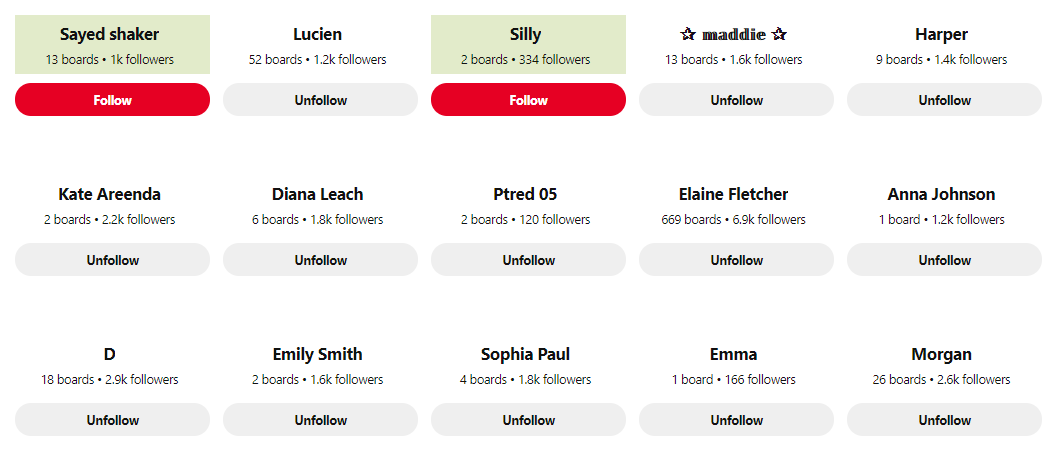 Sayed shaker
13 boards • 1k followers
Follow
Lucien
52 boards • 1.2k followers
Unfollow
Silly
2 boards • 334 followers
Follow
✰ 𝕞𝕒𝕕𝕕𝕚𝕖 ✰
13 boards • 1.6k followers
Unfollow
Harper
9 boards • 1.4k followers
Unfollow
Kate Areenda
2 boards • 2.2k followers
Unfollow
Diana Leach
6 boards • 1.8k followers
Unfollow
Ptred 05
2 boards • 120 followers
Unfollow
Elaine Fletcher
669 boards • 6.9k followers
Unfollow
Anna Johnson
1 board • 1.2k followers
Unfollow
D
18 boards • 2.9k followers
Unfollow
Emily Smith
2 boards • 1.6k followers
Unfollow
Sophia Paul
4 boards • 1.8k followers
Unfollow
Emma
1 board • 166 followers
Unfollow
Morgan
26 boards • 2.6k followers
Unfollow